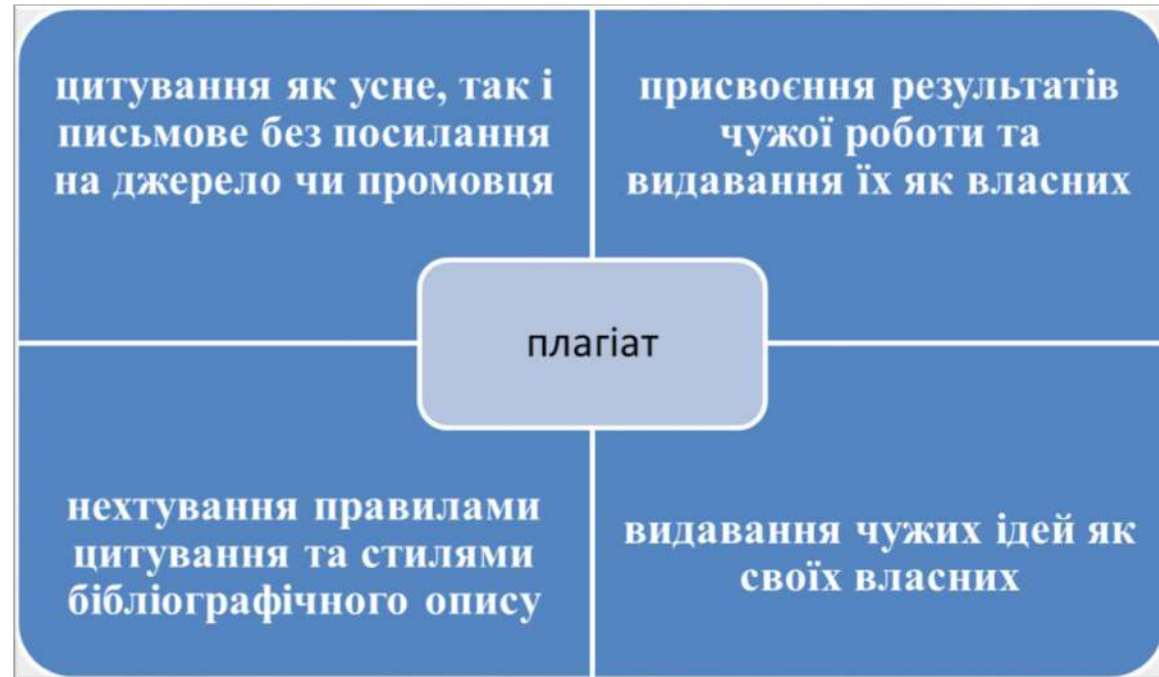 цитування як усне, так і
письмове без посилання
на джерело чи промовця
присвоєння результатів
чужої роботи та
видавання їх як власних
плагіат
нехтування правилами
цитування та стилями
бібліографічного опису
видавання чужих ідей як
своїх власних